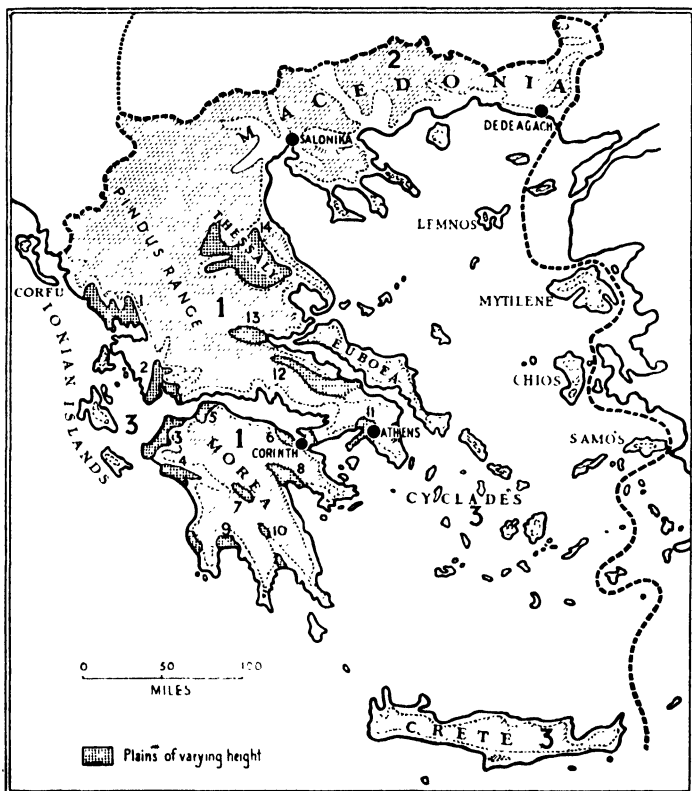 2
MACEDONIA
DEDEAGACH
SALONIKA
PINDUS RANGE
THESSALY
14
LEMNOS
CORFU
1
1
13
MYTILENE
IONIAN ISLANDS
EUBOEA
2
12
CHIOS
3
5
11
ATHENS
3
1
6
CORINTH
SAMOS
4
MOREA
8
CYCLADES
3
7
9
10
0 50 100
MILES
CRETE 3
Plains of varying height